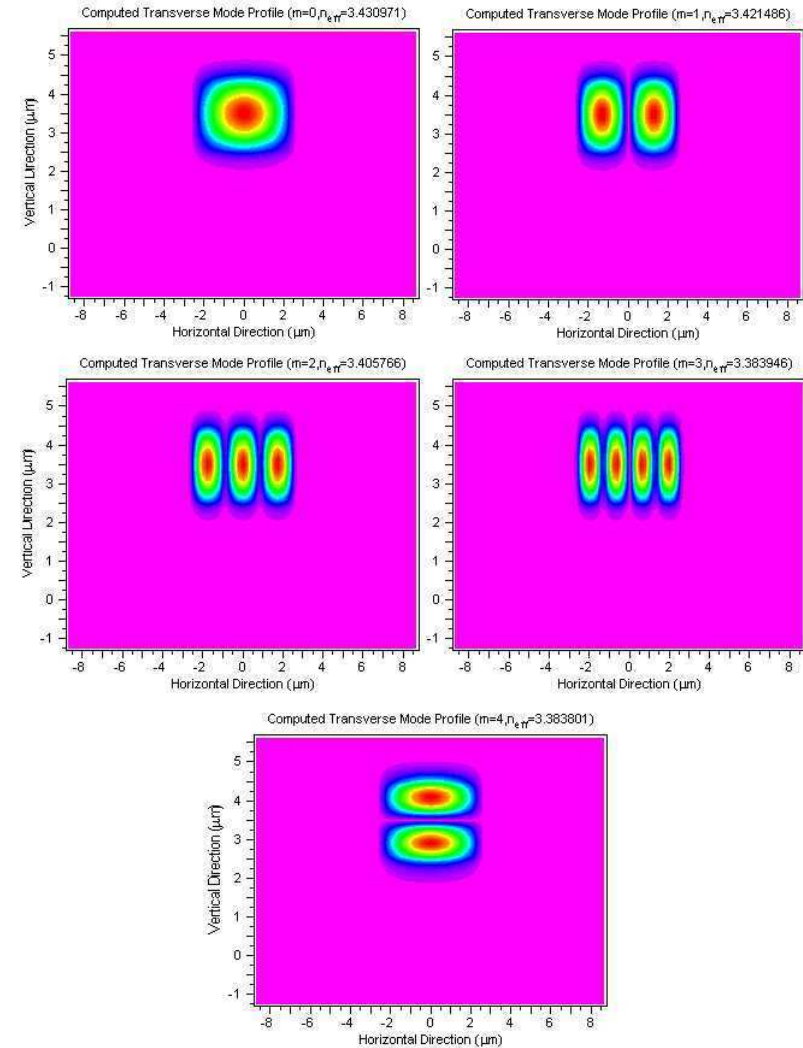 Computed Transverse Mode Profile (m=0,neff=3.430971)
5
4
3
2
1
0
-1
Vertical Direction (µm)
-8 -6 -4 -2 0 2 4 6 8
Horizontal Direction (µm)
Computed Transverse Mode Profile (m=1,neff=3.421486)
5
4
3
2
1
0
-1
-8 -6 -4 -2 0 2 4 6 8
Horizontal Direction (µm)
Computed Transverse Mode Profile (m=2,neff=3.405766)
5
4
3
2
1
0
-1
Vertical Direction (µm)
-8 -6 -4 -2 0 2 4 6 8
Horizontal Direction (µm)
Computed Transverse Mode Profile (m=3,neff=3.383946)
5
4
3
2
1
0
-1
-8 -6 -4 -2 0 2 4 6 8
Horizontal Direction (µm)
Computed Transverse Mode Profile (m=4,neff=3.383801)
5
4
3
2
1
0
-1
Vertical Direction (µm)
-8 -6 -4 -2 0 2 4 6 8
Horizontal Direction (µm)